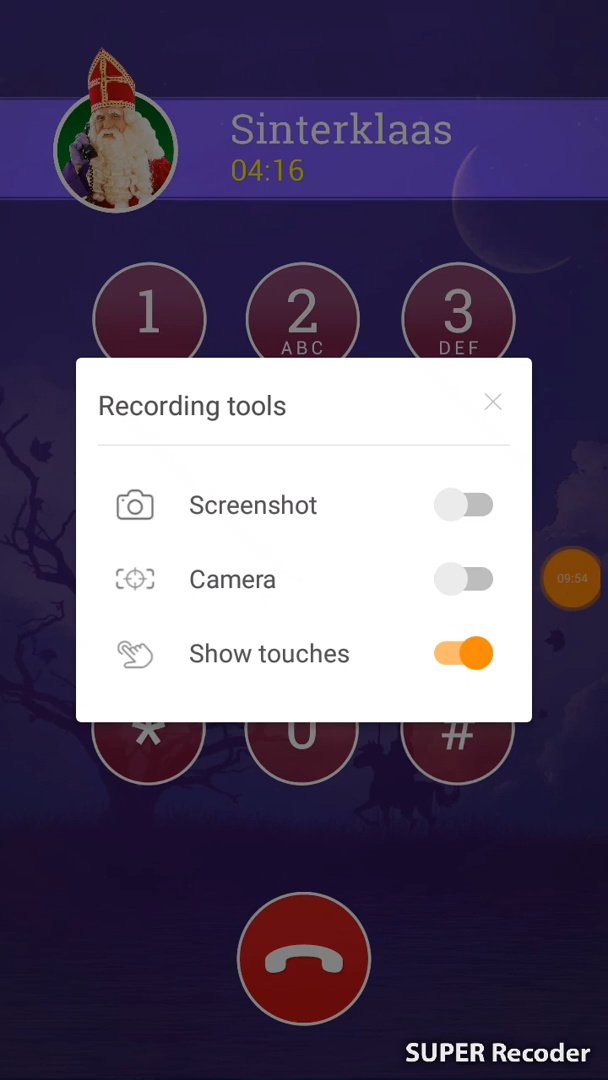 Sinterklaas
04:16
1
2
3
ABC
DEF
Recording tools
Screenshot
Camera
09:54
Show touches
*
0
#
SUPER Recoder